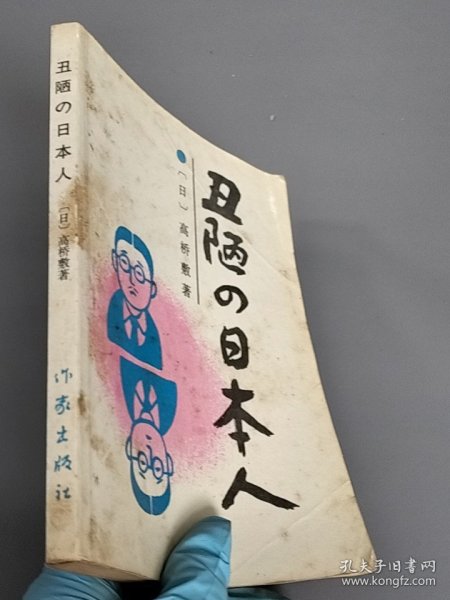 丑陋の日本人
〔日〕高桥敷著
作家出版社
丑陋の日本人
〔日〕高桥敷著
孔夫子旧书网
www.kongfz.com